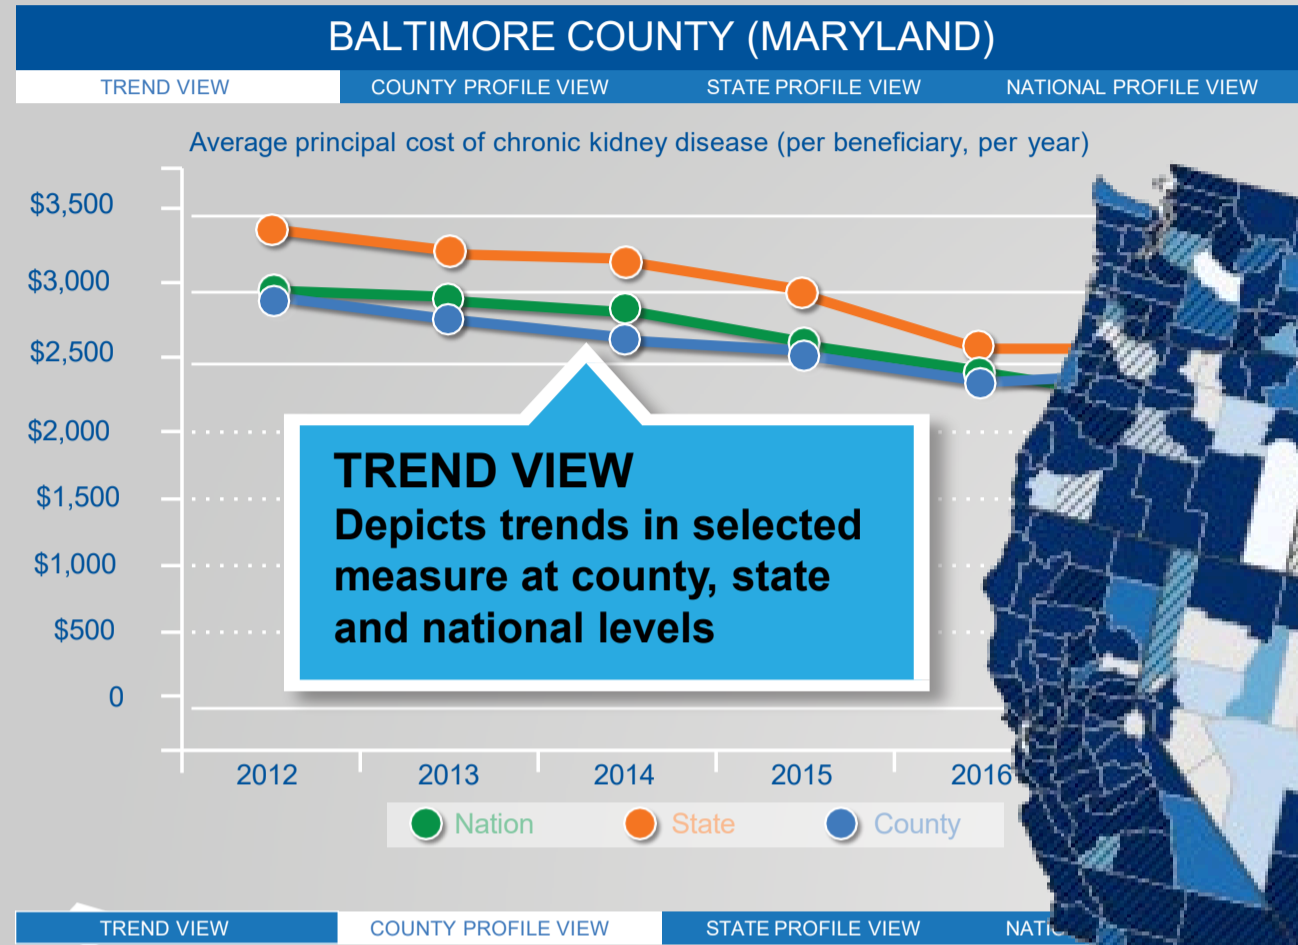 BALTIMORE COUNTY (MARYLAND)
TREND VIEW COUNTY PROFILE VIEW STATE PROFILE VIEW NATIONAL PROFILE VIEW
Average principal cost of chronic kidney disease (per beneficiary, per year)
$3,500
$3,000
$2,500
$2,000
$1,500
$1,000
$500
0
TREND VIEW
Depicts trends in selected
measure at county, state
and national levels
2012 2013 2014 2015 2016
Nation State County
TREND VIEW COUNTY PROFILE VIEW STATE PROFILE VIEW